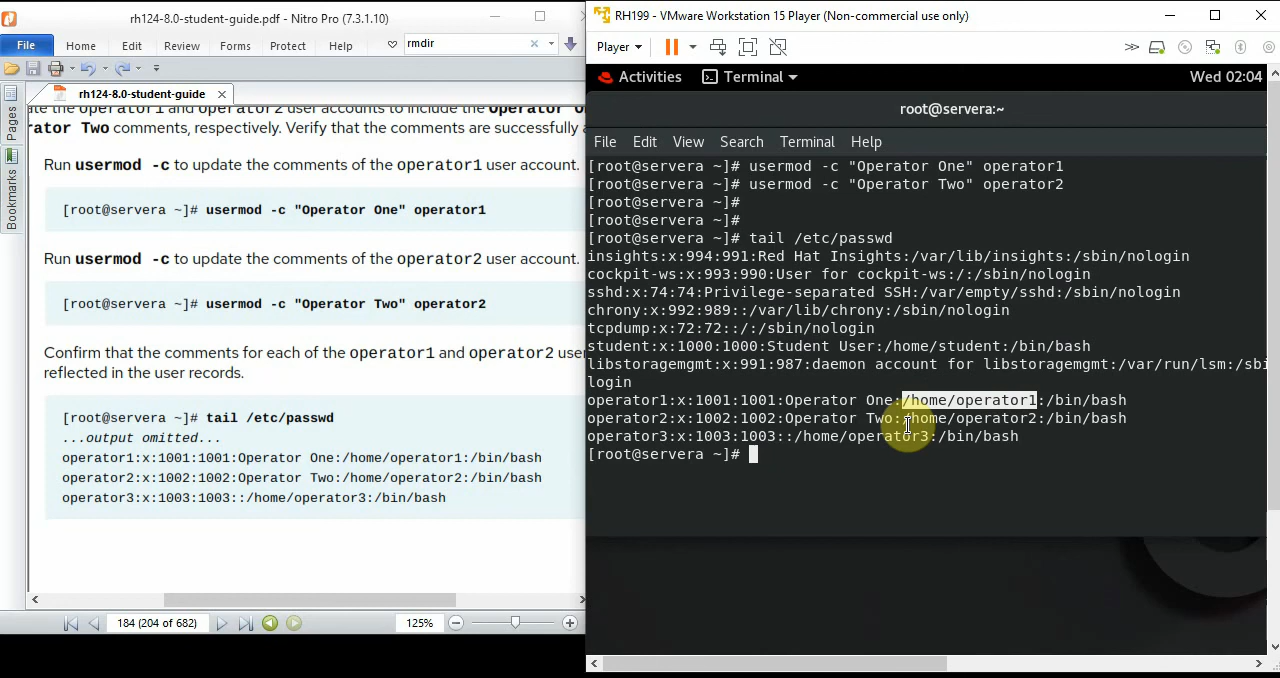 rh124-8.0-student-guide.pdf - Nitro Pro (7.3.1.10)
File Home Edit Review Forms Protect Help rmdir
rh124-8.0-student-guide
Pages
Bookmarks
operator1 and operator2 user accounts to include the
rator Two comments, respectively. Verify that the comments are successfully
Run usermod -c to update the comments of the operator1 user account.
[root@servera ~]# usermod -c "Operator One" operator1
Run usermod -c to update the comments of the operator2 user account.
[root@servera ~]# usermod -c "Operator Two" operator2
Confirm that the comments for each of the operator1 and operator2 use
reflected in the user records.
[root@servera ~]# tail /etc/passwd
...output omitted...
operator1:x:1001:1001:Operator One:/home/operator1:/bin/bash
operator2:x:1002:1002:Operator Two:/home/operator2:/bin/bash
operator3:x:1003:1003::/home/operator3:/bin/bash
184 (204 of 682) 125%
RH199 - VMware Workstation 15 Player (Non-commercial use only)
Player
Activities Terminal Wed 02:04
root@servera:~
File Edit View Search Terminal Help
[root@servera ~]# usermod -c "Operator One" operator1
[root@servera ~]# usermod -c "Operator Two" operator2
[root@servera ~]#
[root@servera ~]#
[root@servera ~]# tail /etc/passwd
insights:x:994:991:Red Hat Insights:/var/lib/insights:/sbin/nologin
cockpit-ws:x:993:990:User for cockpit-ws:/:/sbin/nologin
sshd:x:74:74:Privilege-separated SSH:/var/empty/sshd:/sbin/nologin
chrony:x:992:989::/var/lib/chrony:/sbin/nologin
tcpdump:x:72:72::/:/sbin/nologin
student:x:1000:1000:Student User:/home/student:/bin/bash
libstoragemgmt:x:991:987:daemon account for libstoragemgmt:/var/run/lsm:/sbi
login
operator1:x:1001:1001:Operator One:/home/operator1:/bin/bash
operator2:x:1002:1002:Operator Two:/home/operator2:/bin/bash
operator3:x:1003:1003::/home/operator3:/bin/bash
[root@servera ~]#